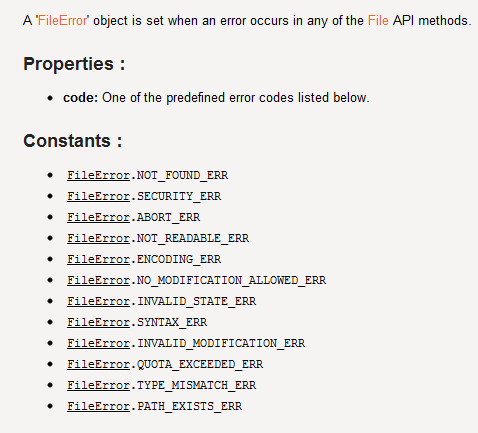 A 'FileError' object is set when an error occurs in any of the File API methods.
Properties :
• code: One of the predefined error codes listed below.
Constants :
• FileError.NOT_FOUND_ERR
• FileError.SECURITY_ERR
• FileError.ABORT_ERR
• FileError.NOT_READABLE_ERR
• FileError.ENCODING_ERR
• FileError.NO_MODIFICATION_ALLOWED_ERR
• FileError.INVALID_STATE_ERR
• FileError.SYNTAX_ERR
• FileError.INVALID_MODIFICATION_ERR
• FileError.QUOTA_EXCEEDED_ERR
• FileError.TYPE_MISMATCH_ERR
• FileError.PATH_EXISTS_ERR